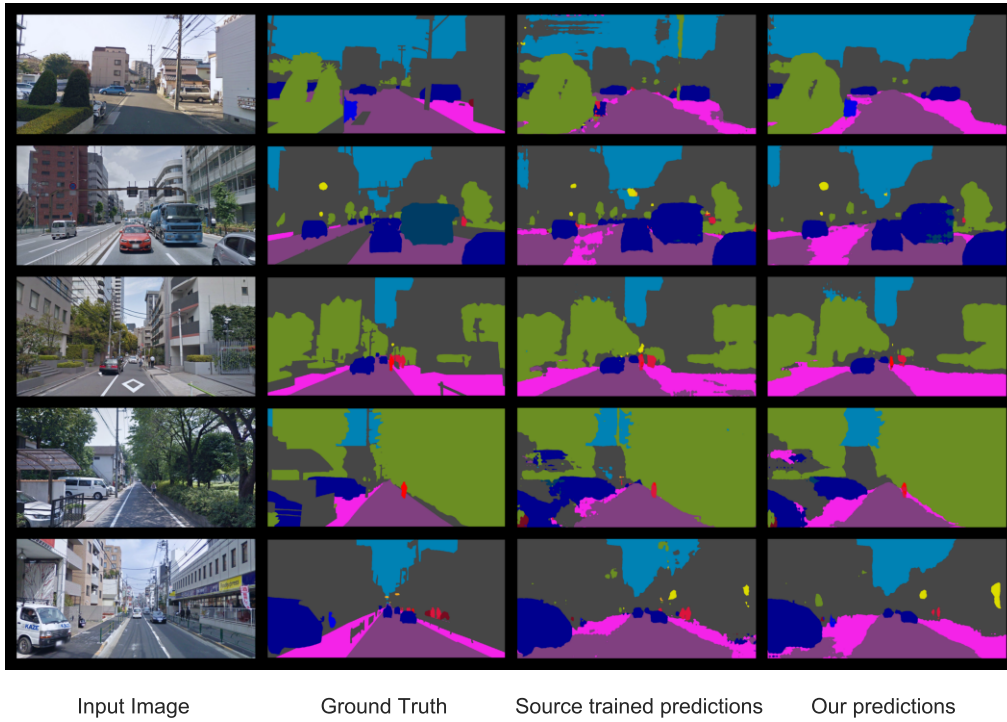 Input Image
Ground Truth
Source trained predictions
Our predictions